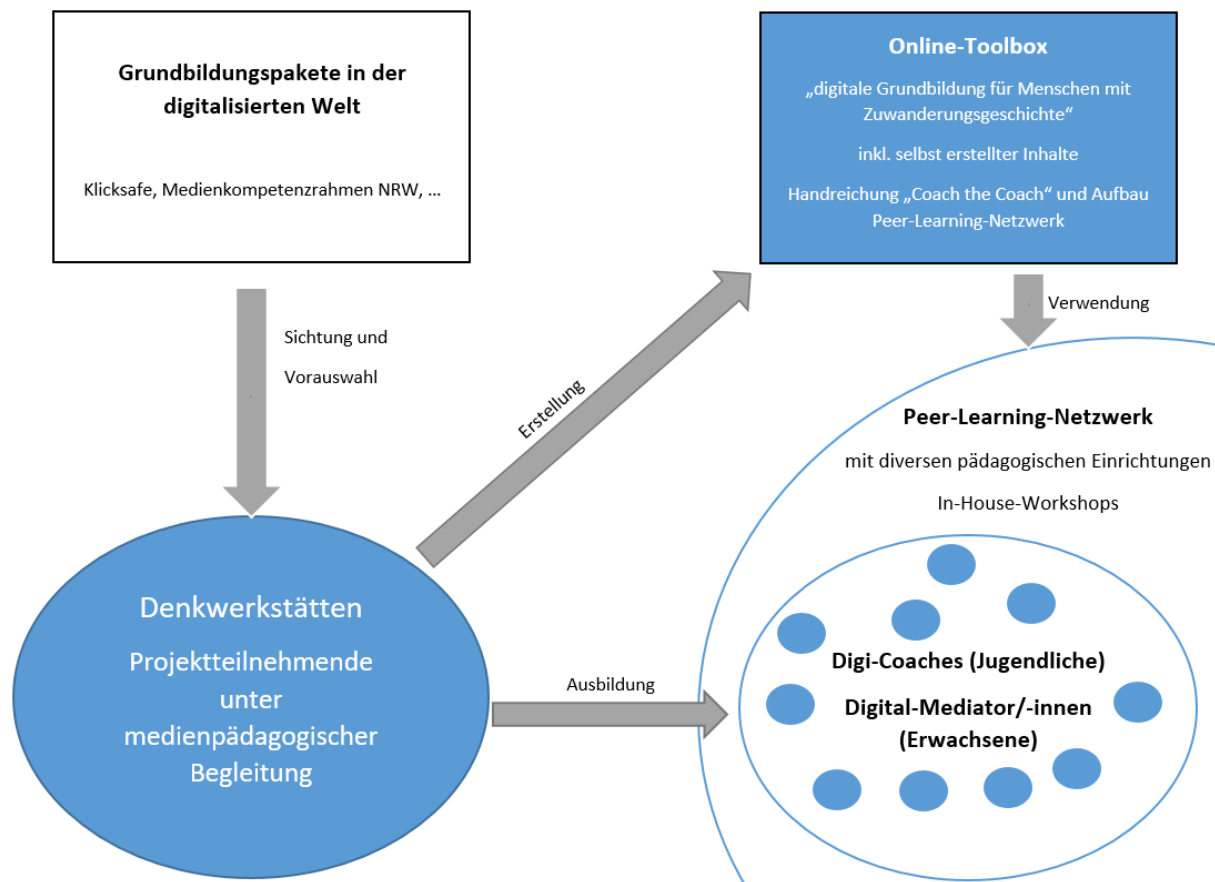 Grundbildungspakete in der
digitalisierten Welt
Klicksafe, Medienkompetenzrahmen NRW, …
Online-Toolbox
„digitale Grundbildung für Menschen mit
Zuwanderungsgeschichte“
inkl. selbst erstellter Inhalte
Handreichung „Coach the Coach“ und Aufbau
Peer-Learning-Netzwerk
Sichtung und
Vorauswahl
Erstellung
Verwendung
Denkwerkstätten
Projektteilnehmende
unter
medienpädagogischer
Begleitung
Ausbildung
Peer-Learning-Netzwerk
mit diversen pädagogischen Einrichtungen
In-House-Workshops
Digi-Coaches (Jugendliche)
Digital-Mediator/-innen
(Erwachsene)